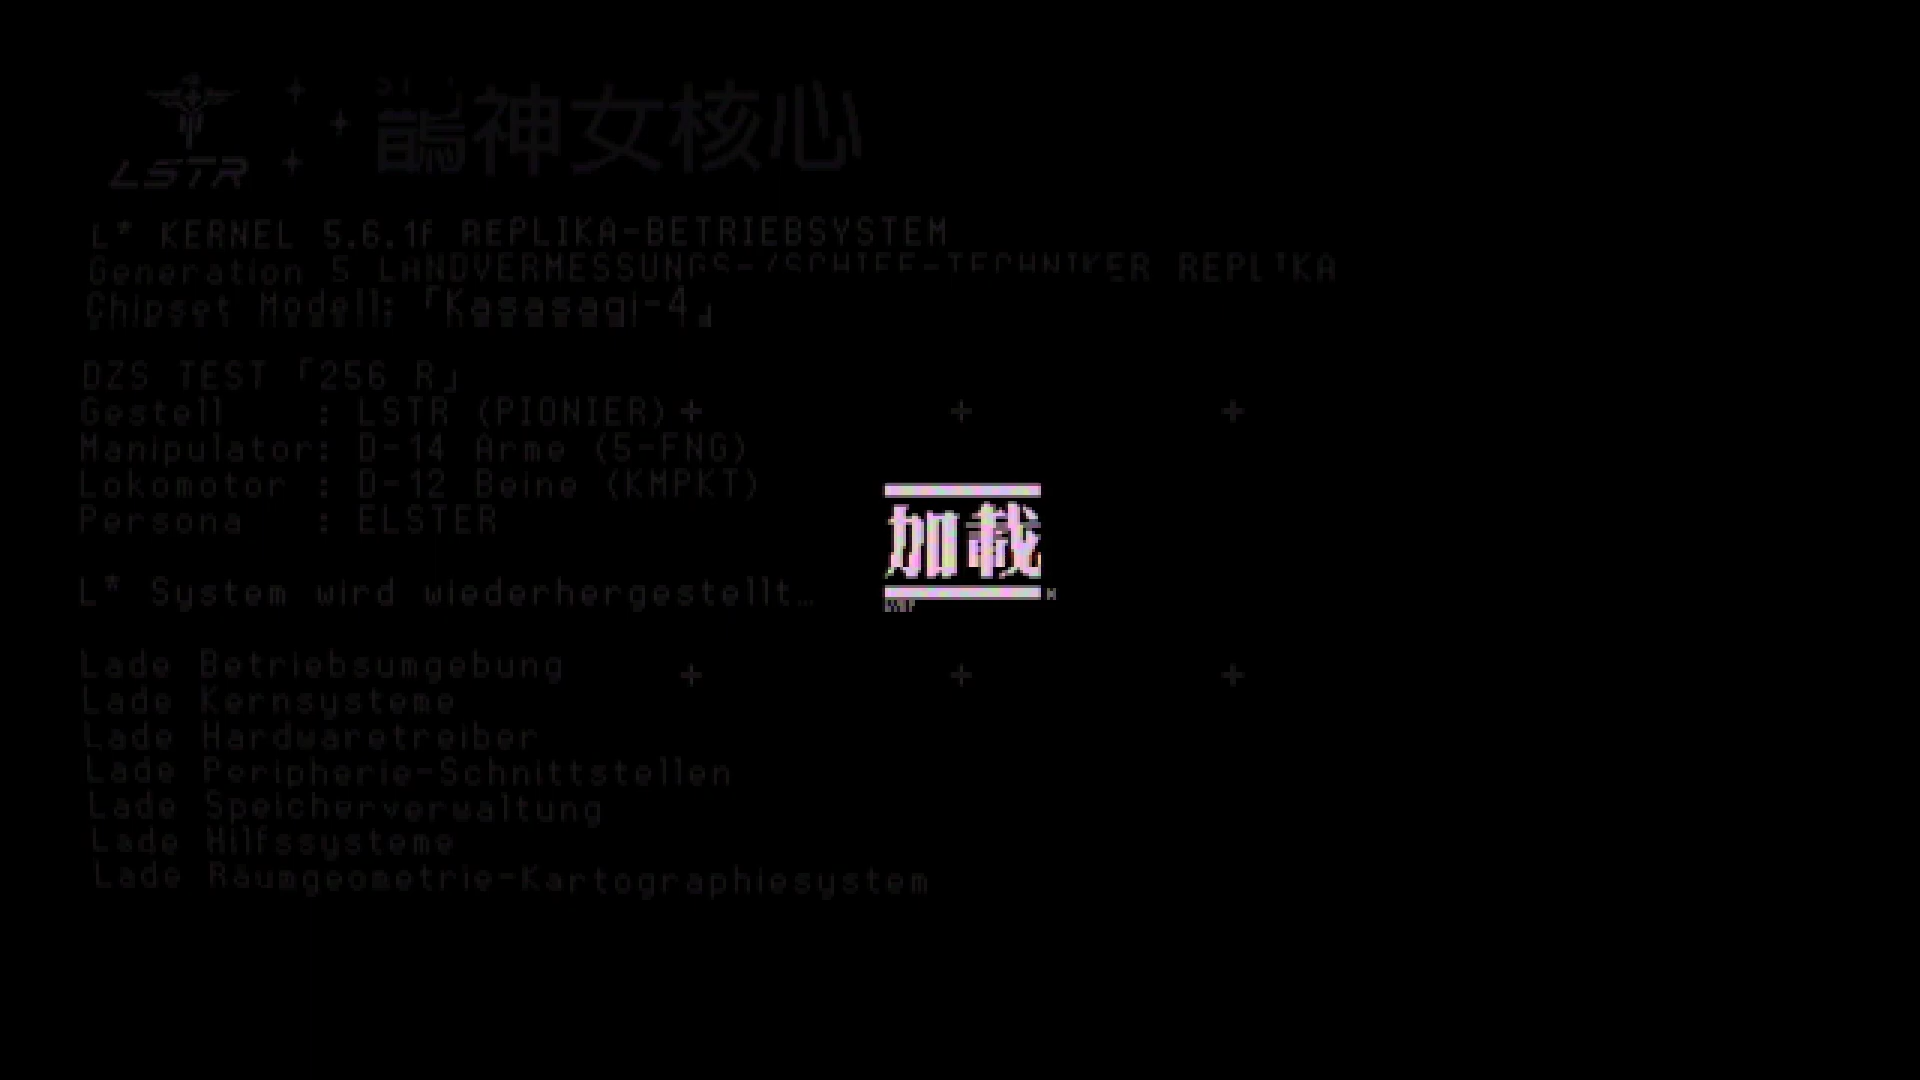 LSTR
神女核心
L* KERNEL 5.6.1f REPLIKA-BETRIEBSYSTEM
Generation 5 LANDVERMESSUNGS-/SCHIFF-TECHNIKER REPLIKA
Chipset Modell: 「Kasasagi-4」
DZS TEST 「256 R」
Gestell : LSTR (PIONIER)
Manipulator: D-14 Arme (5-FNG)
Lokomotor : D-12 Beine (KMPKT)
Persona : ELSTER
加載
L* System wird wiederhergestellt…
Lade Betriebsumgebung
Lade Kernsysteme
Lade Hardwaretreiber
Lade Peripherie-Schnittstellen
Lade Speicherverwaltung
Lade Hilfssysteme
Lade Raumgeometrie-Kartographiesystem